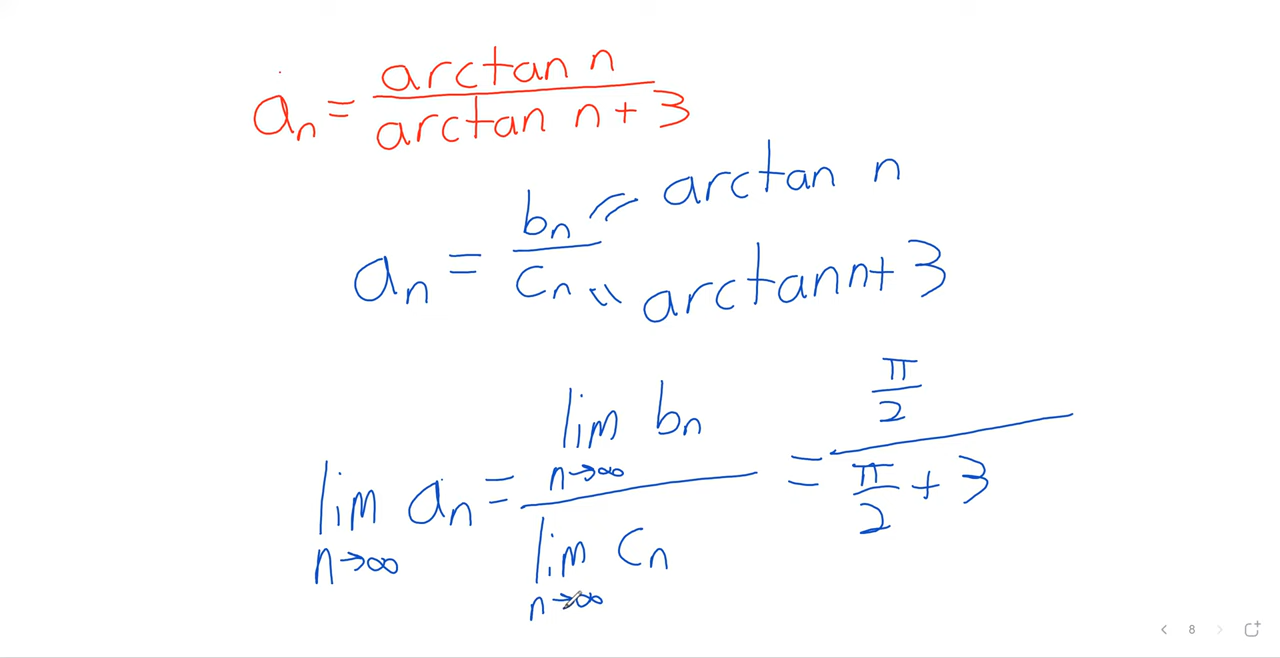 aₙ = arctan n / arctan n + 3
aₙ = bₙ / cₙ
bₙ = arctan n
cₙ = arctan n + 3
lim n→∞ aₙ = lim n→∞ bₙ / lim n→∞ cₙ = π/2 / π/2 + 3
8